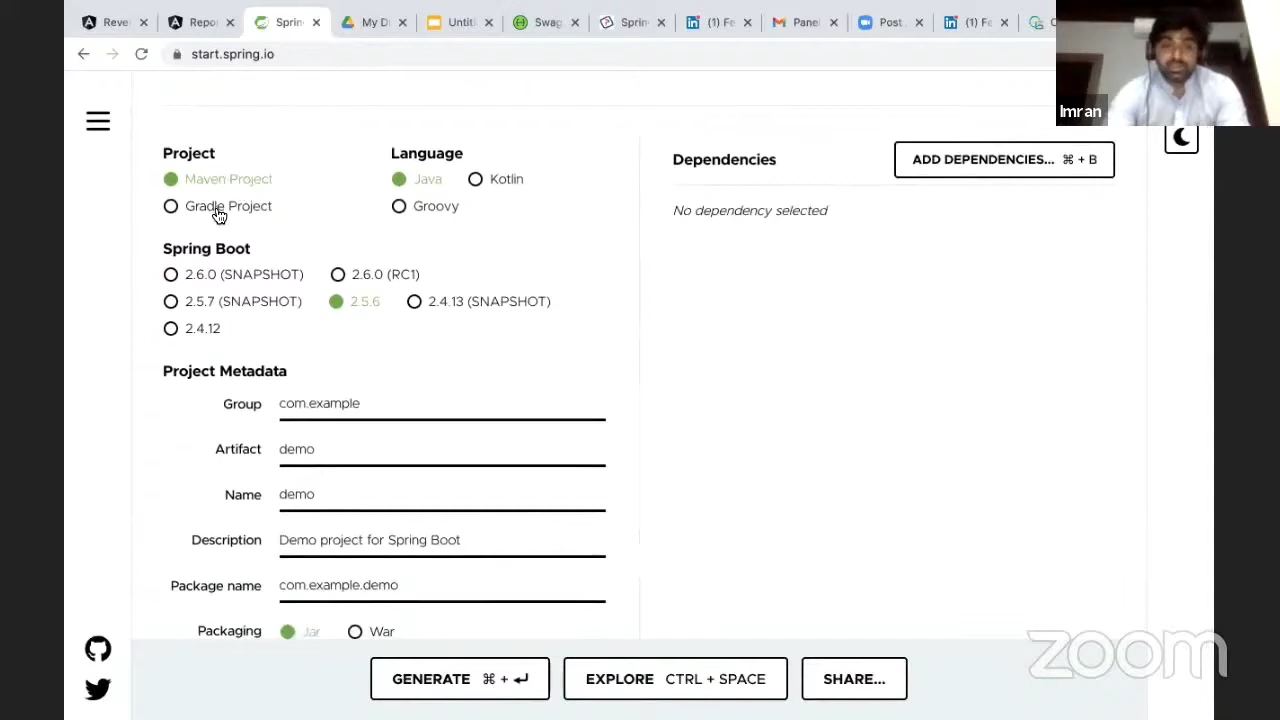 Reve
Repo
Sprin
My D
Untit
Swag
Sprin
(1) Fe
Pane
Post
(1) Fe
start.spring.io
Imran
Project
Language
Dependencies
ADD DEPENDENCIES... ⌘ + B
Maven Project
Java
Kotlin
Gradle Project
Groovy
No dependency selected
Spring Boot
2.6.0 (SNAPSHOT)
2.6.0 (RC1)
2.5.7 (SNAPSHOT)
2.5.6
2.4.13 (SNAPSHOT)
2.4.12
Project Metadata
Group com.example
Artifact demo
Name demo
Description Demo project for Spring Boot
Package name com.example.demo
Packaging Jar War
GENERATE ⌘ + ↵
EXPLORE CTRL + SPACE
SHARE...
zoom